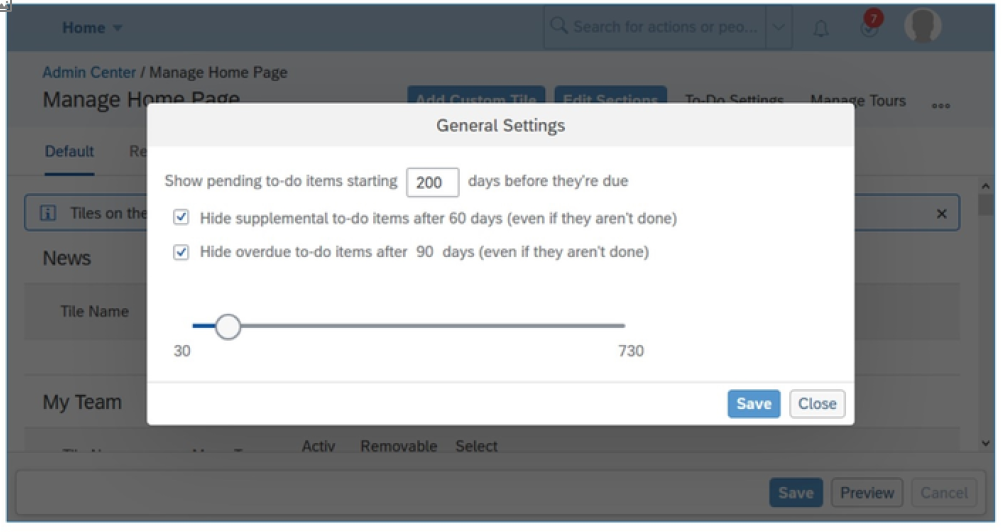 Home
Search for actions or peo...
7
Admin Center / Manage Home Page
Manage Home Page
Add Custom Tile
Edit Sections
To-Do Settings
Manage Tours
General Settings
Default
Re
Show pending to-do items starting 200 days before they're due
Tiles on the
Hide supplemental to-do items after 60 days (even if they aren't done)
Hide overdue to-do items after 90 days (even if they aren't done)
News
Tile Name
30
730
My Team
Save
Close
Activ Removable Select
Save
Preview
Cancel